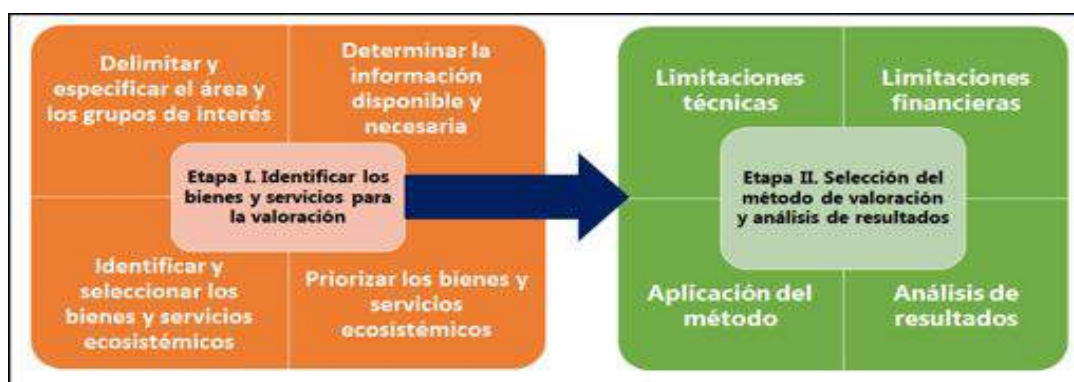 Delimitar y
especificar el área y
los grupos de interés
Determinar la
información
disponible y
necesaria
Etapa I. Identificar los
bienes y servicios para
la valoración
Identificar y
seleccionar los
bienes y servicios
ecosistémicos
Priorizar los bienes y
servicios
ecosistémicos
Limitaciones
técnicas
Limitaciones
financieras
Etapa II. Selección del
método de valoración
y análisis de resultados
Aplicación del
método
Análisis de
resultados